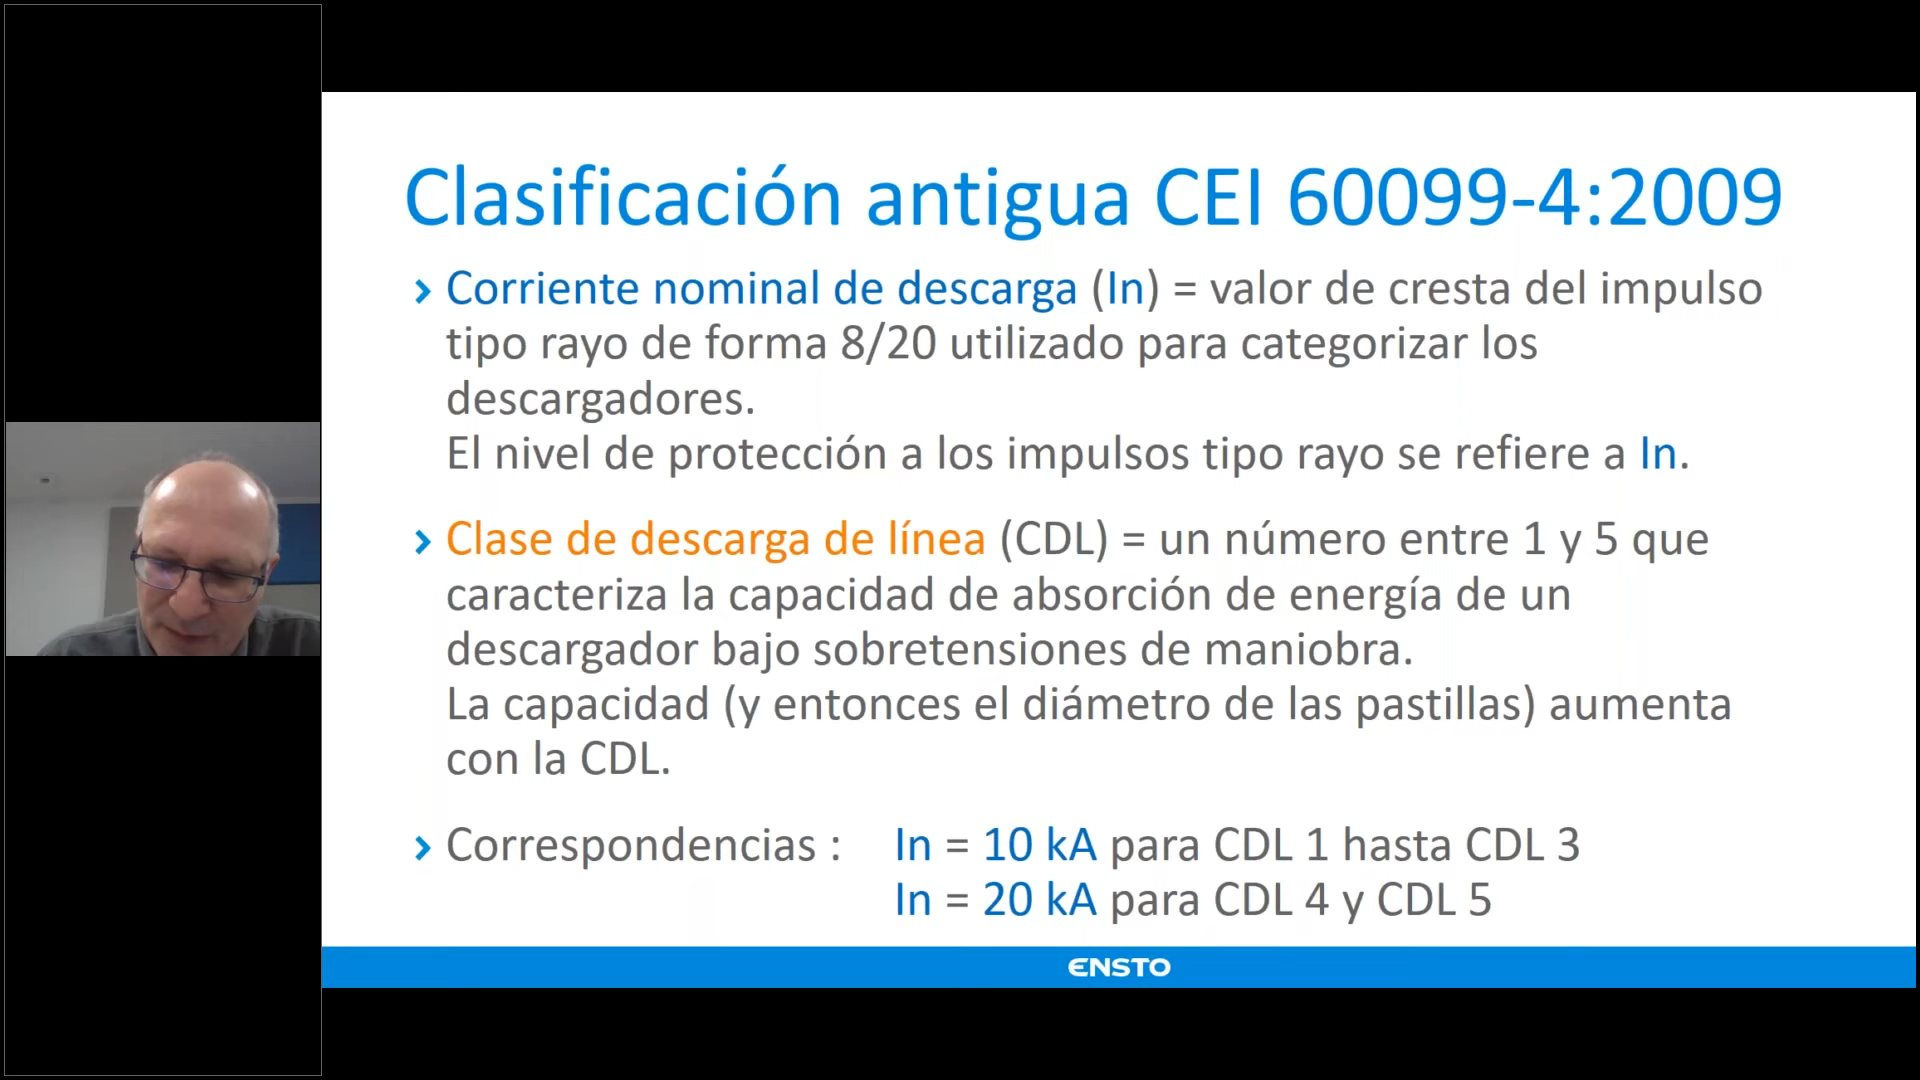 Clasificación antigua CEI 60099-4:2009
› Corriente nominal de descarga (In) = valor de cresta del impulso
tipo rayo de forma 8/20 utilizado para categorizar los
descargadores.
El nivel de protección a los impulsos tipo rayo se refiere a In.
› Clase de descarga de línea (CDL) = un número entre 1 y 5 que
caracteriza la capacidad de absorción de energía de un
descargador bajo sobretensiones de maniobra.
La capacidad (y entonces el diámetro de las pastillas) aumenta
con la CDL.
› Correspondencias : In = 10 kA para CDL 1 hasta CDL 3
In = 20 kA para CDL 4 y CDL 5
ENSTO